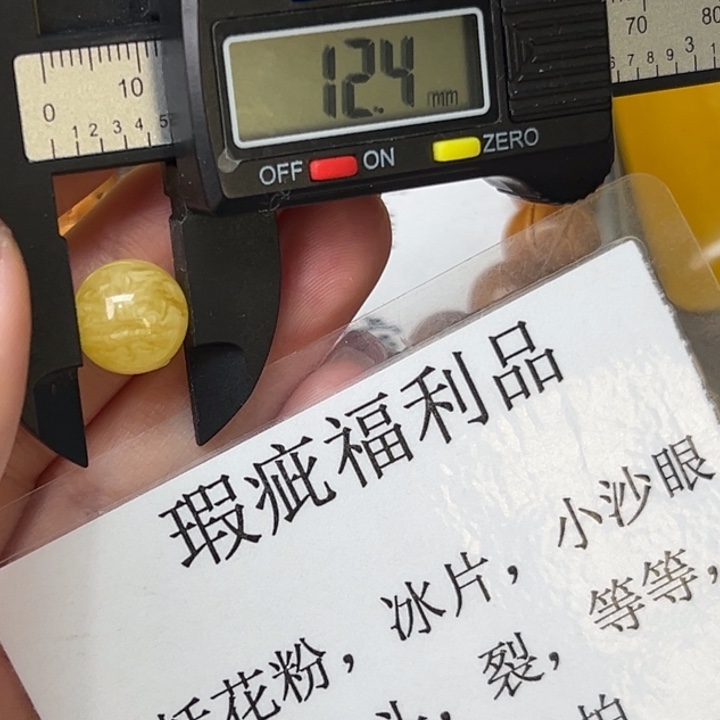 12.4 mm
0 10
1 2 3 4 5
70 80
6 7 8 9 3 1
OFF ON ZERO
瑕疵福利品
花粉，冰片，小沙眼
裂，等等，